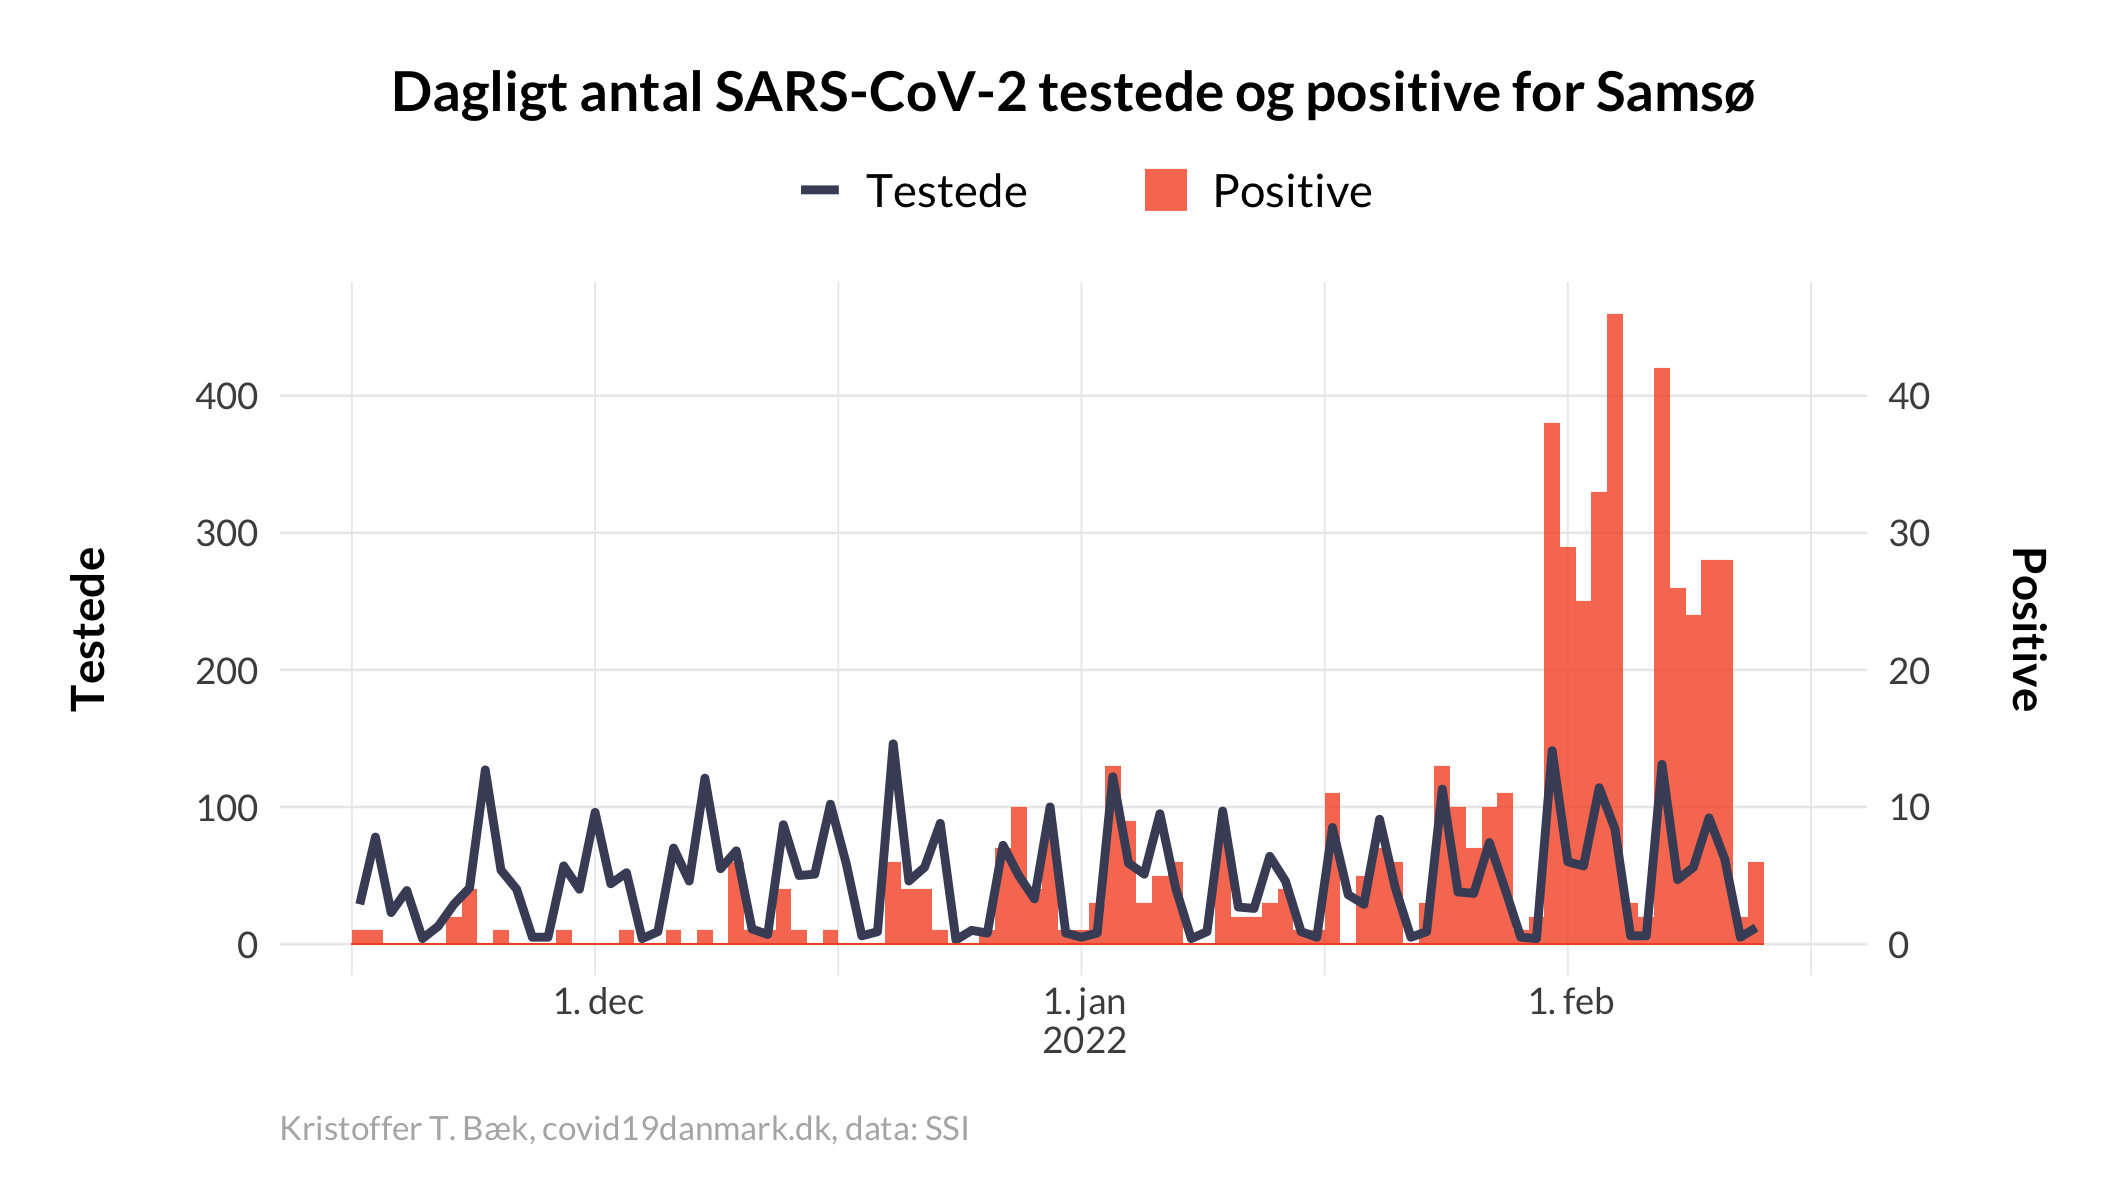 Dagligt antal SARS-CoV-2 testede og positive for Samsø
Testede Positive
Testede
400
300
200
100
0
40
30
20
10
0
Positive
1. dec
1. jan
2022
1. feb
Kristoffer T. Bæk, covid19danmark.dk, data: SSI